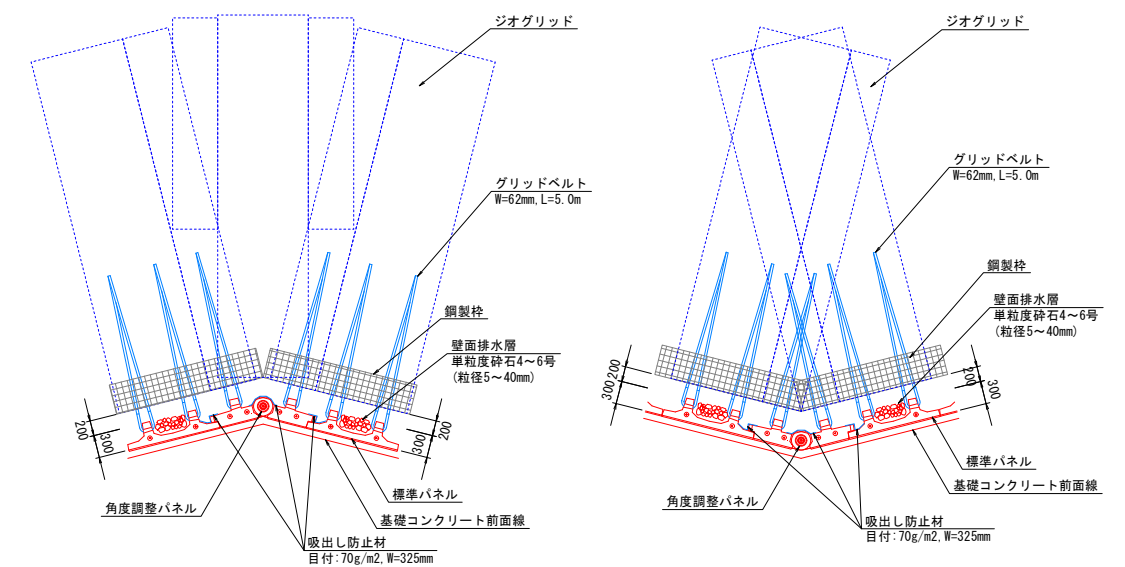 ジオグリッド
グリッドベルト
W=62mm, L=5.0m
鋼製枠
壁面排水層
単粒度砕石4～6号
(粒径5～40mm)
200
300
200
300
標準パネル
角度調整パネル
基礎コンクリート前面線
吸出し防止材
目付:70g/m2, W=325mm
ジオグリッド
グリッドベルト
W=62mm, L=5.0m
鋼製枠
壁面排水層
単粒度砕石4～6号
(粒径5～40mm)
200
300
200
300
標準パネル
基礎コンクリート前面線
角度調整パネル
吸出し防止材
目付:70g/m2, W=325mm